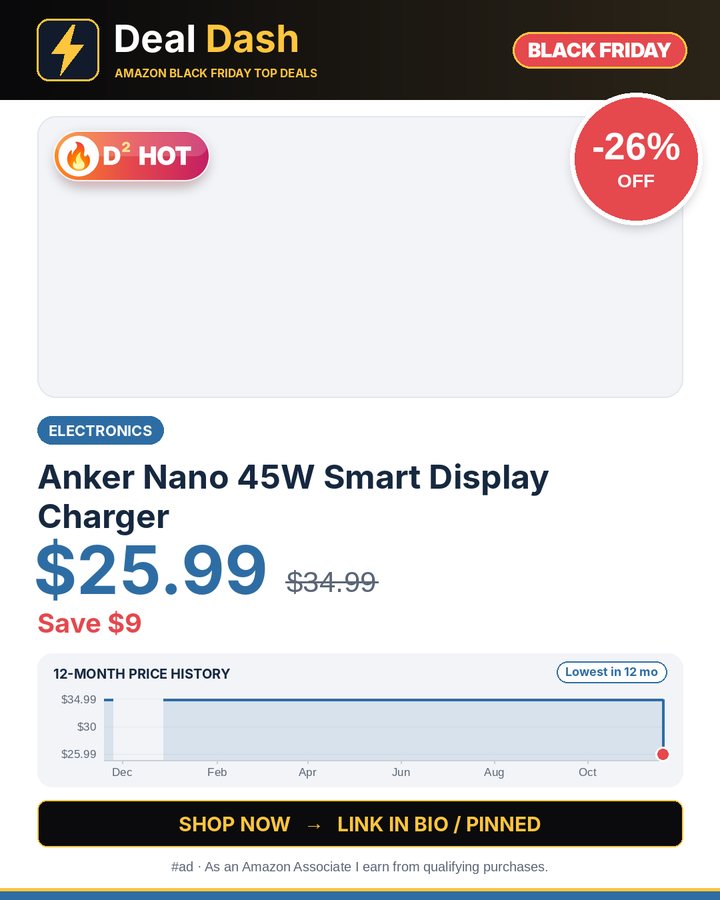 Deal Dash
AMAZON BLACK FRIDAY TOP DEALS
BLACK FRIDAY
D² HOT
-26%
OFF
ELECTRONICS
Anker Nano 45W Smart Display
Charger
$25.99 $34.99
Save $9
12-MONTH PRICE HISTORY
Lowest in 12 mo
$34.99
$30
$25.99
Dec Feb Apr Jun Aug Oct
SHOP NOW → LINK IN BIO / PINNED
#ad · As an Amazon Associate I earn from qualifying purchases.